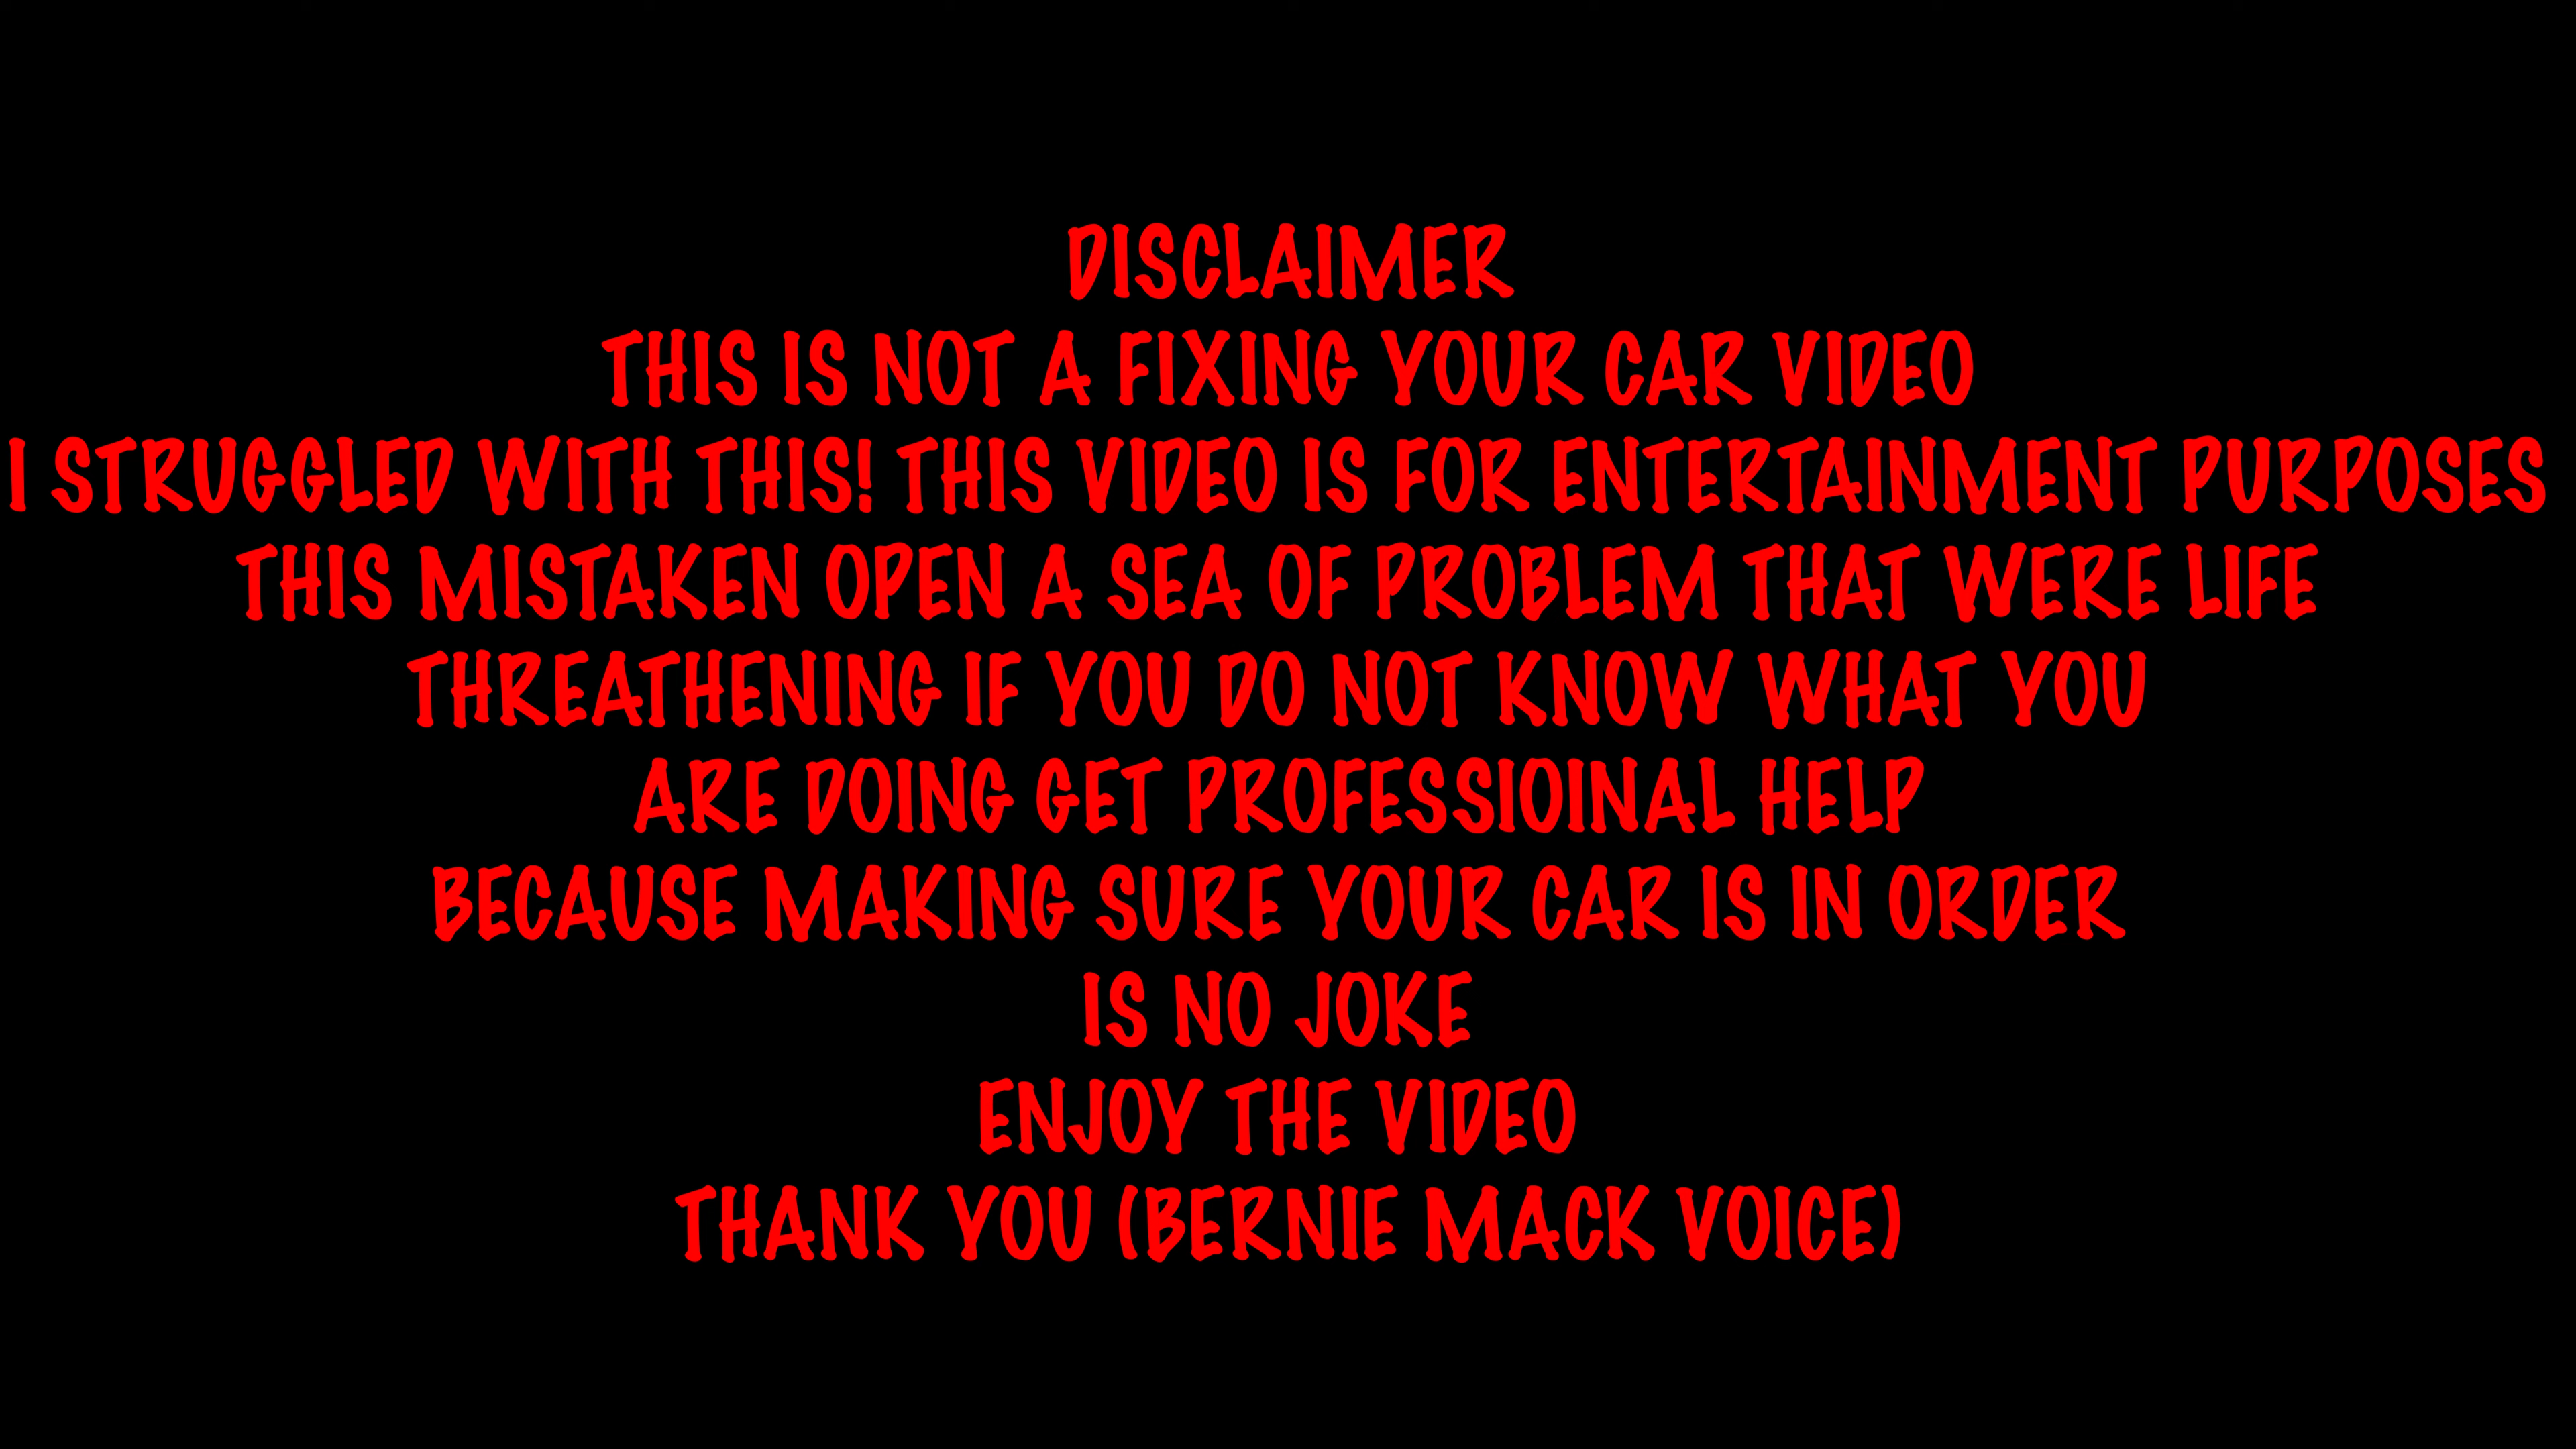 DISCLAIMER
THIS IS NOT A FIXING YOUR CAR VIDEO
I STRUGGLED WITH THIS! THIS VIDEO IS FOR ENTERTAINMENT PURPOSES
THIS MISTAKEN OPEN A SEA OF PROBLEM THAT WERE LIFE
THREATHENING IF YOU DO NOT KNOW WHAT YOU
ARE DOING GET PROFESSIOINAL HELP
BECAUSE MAKING SURE YOUR CAR IS IN ORDER
IS NO JOKE
ENJOY THE VIDEO
THANK YOU (BERNIE MACK VOICE)